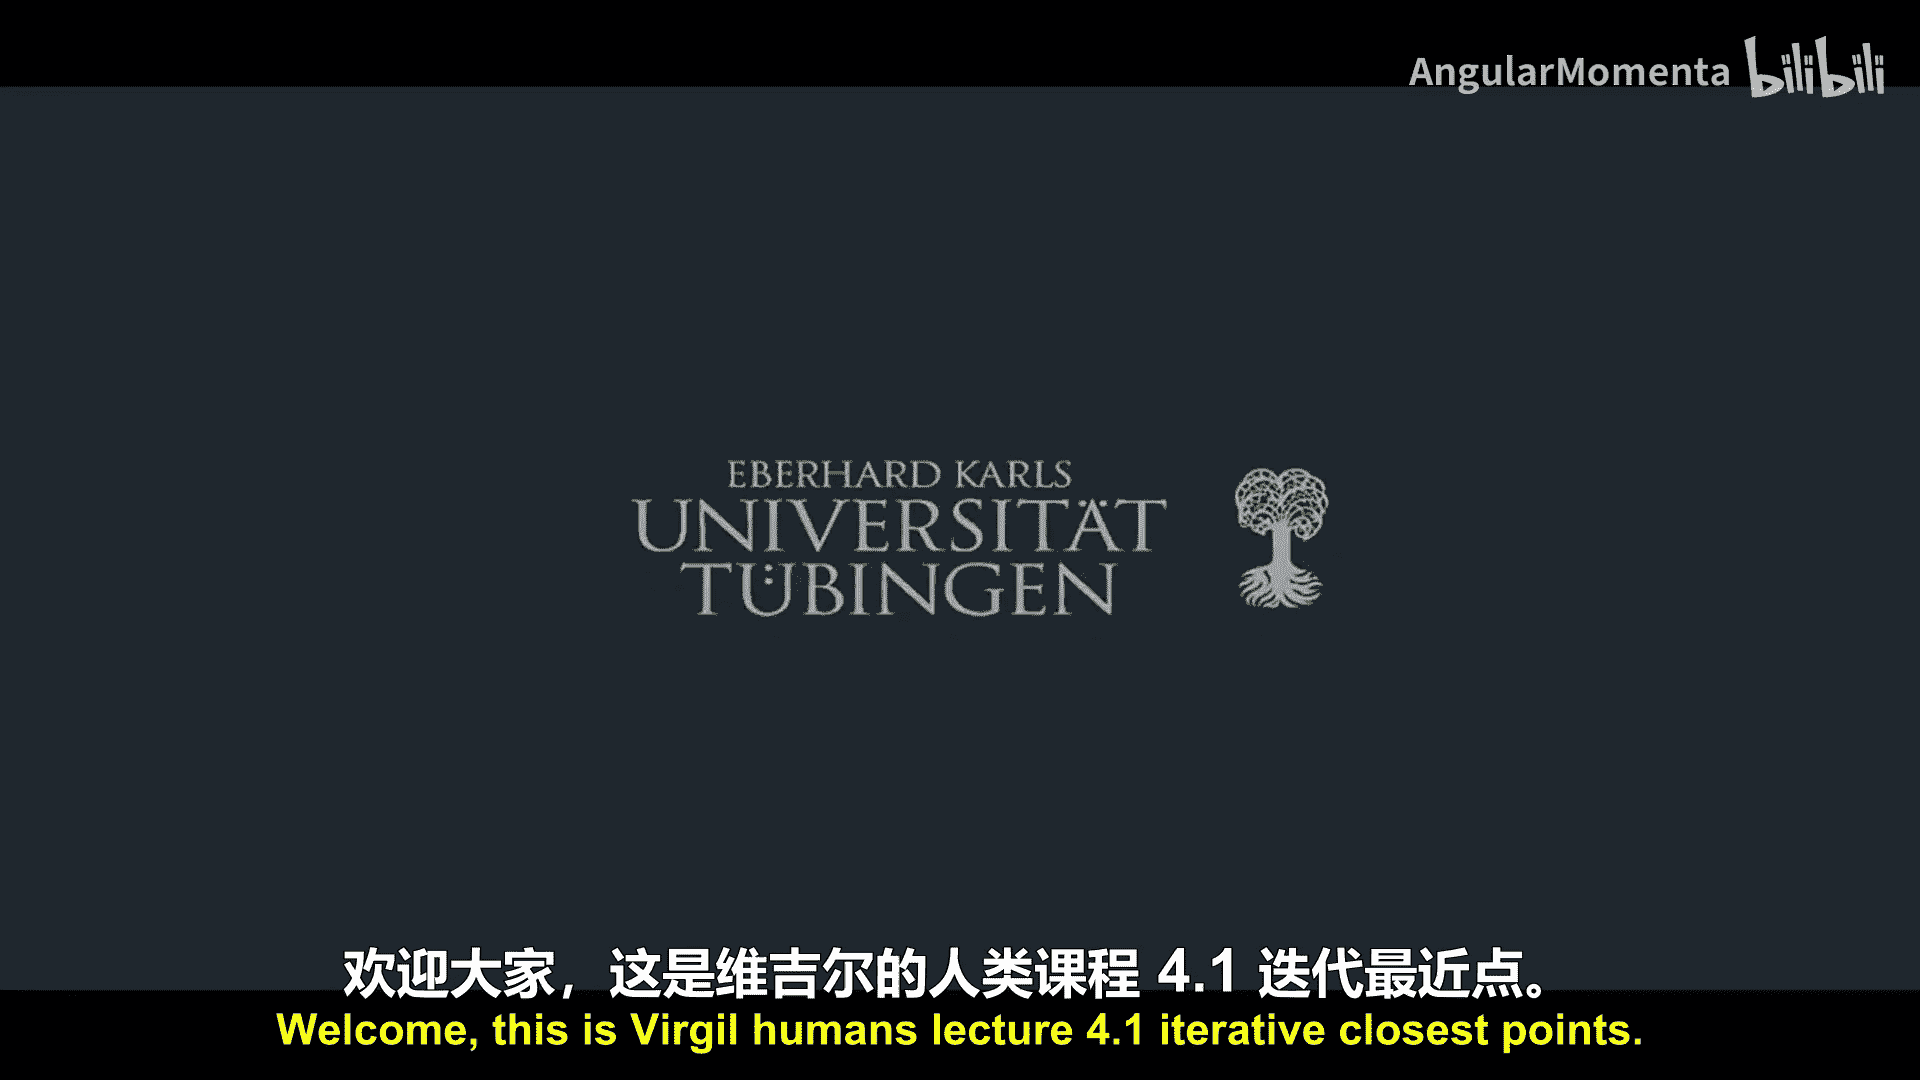 AngularMomenta bilibili
EBERHARD KARLS
UNIVERSITÄT
TÜBINGEN
欢迎大家，这是维吉尔的人类课程 4.1 迭代最近点。
Welcome, this is Virgil humans lecture 4.1 iterative closest points.